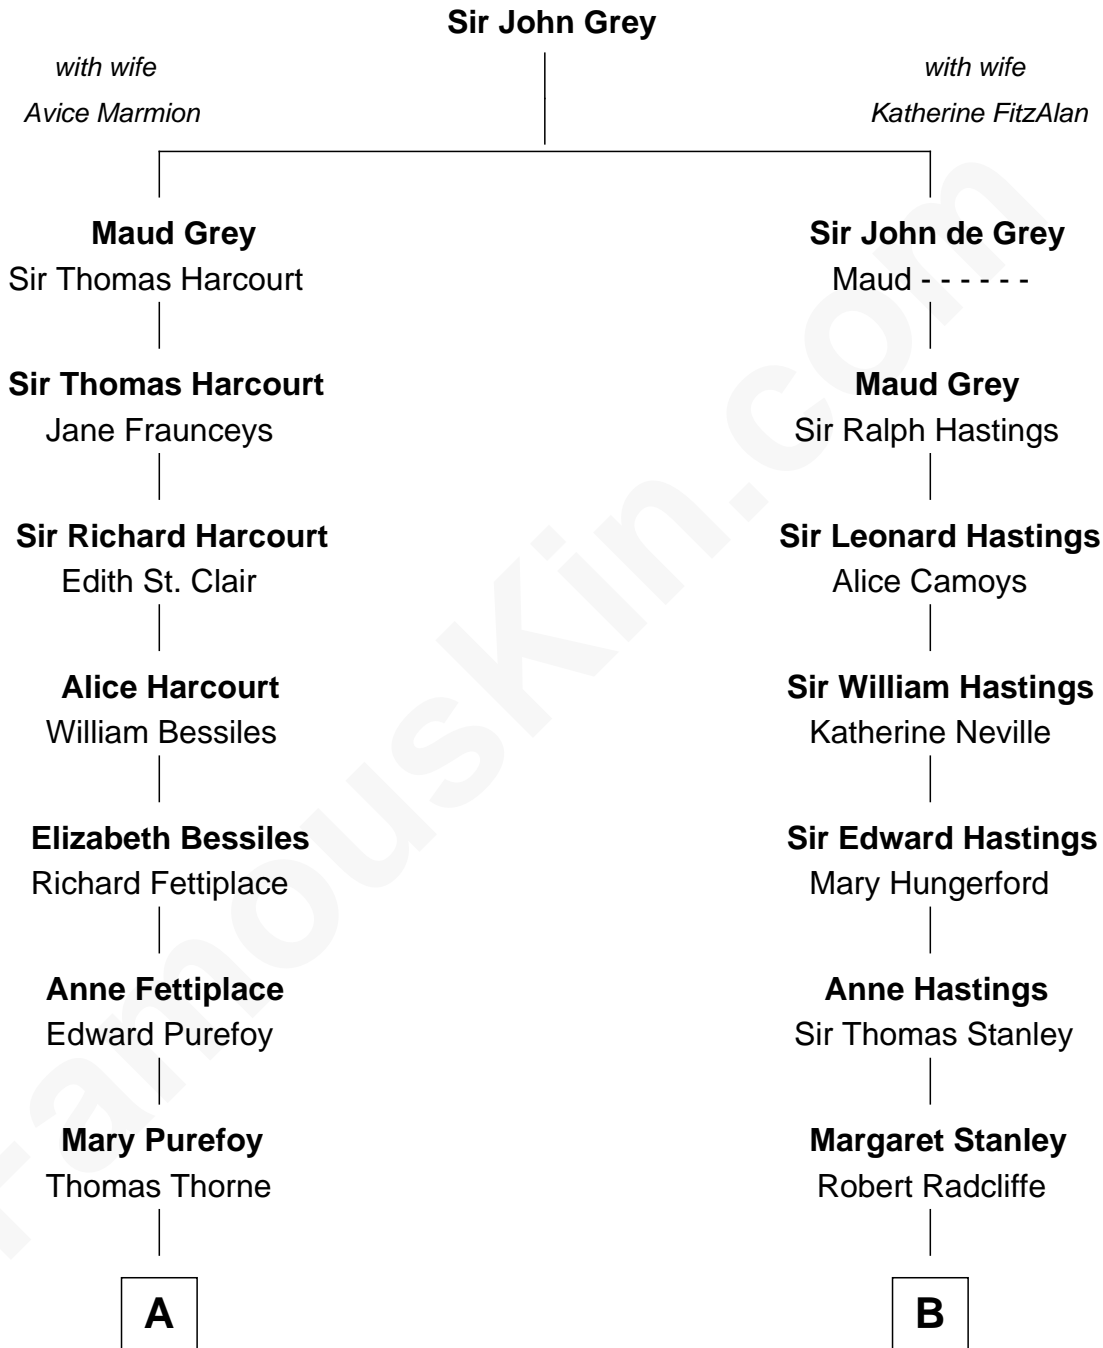 Sir John Grey
with wife
Avice Marmion
with wife
Katherine FitzAlan
Maud Grey
Sir Thomas Harcourt
Sir John de Grey
Maud - - - - - -
Sir Thomas Harcourt
Jane Fraunceys
Maud Grey
Sir Ralph Hastings
Sir Richard Harcourt
Edith St. Clair
Sir Leonard Hastings
Alice Camoys
Alice Harcourt
William Bessiles
Sir William Hastings
Katherine Neville
Elizabeth Bessiles
Richard Fettiplace
Sir Edward Hastings
Mary Hungerford
Anne Fettiplace
Edward Purefoy
Anne Hastings
Sir Thomas Stanley
Mary Purefoy
Thomas Thorne
Margaret Stanley
Robert Radcliffe
A
B
FamousKin.com